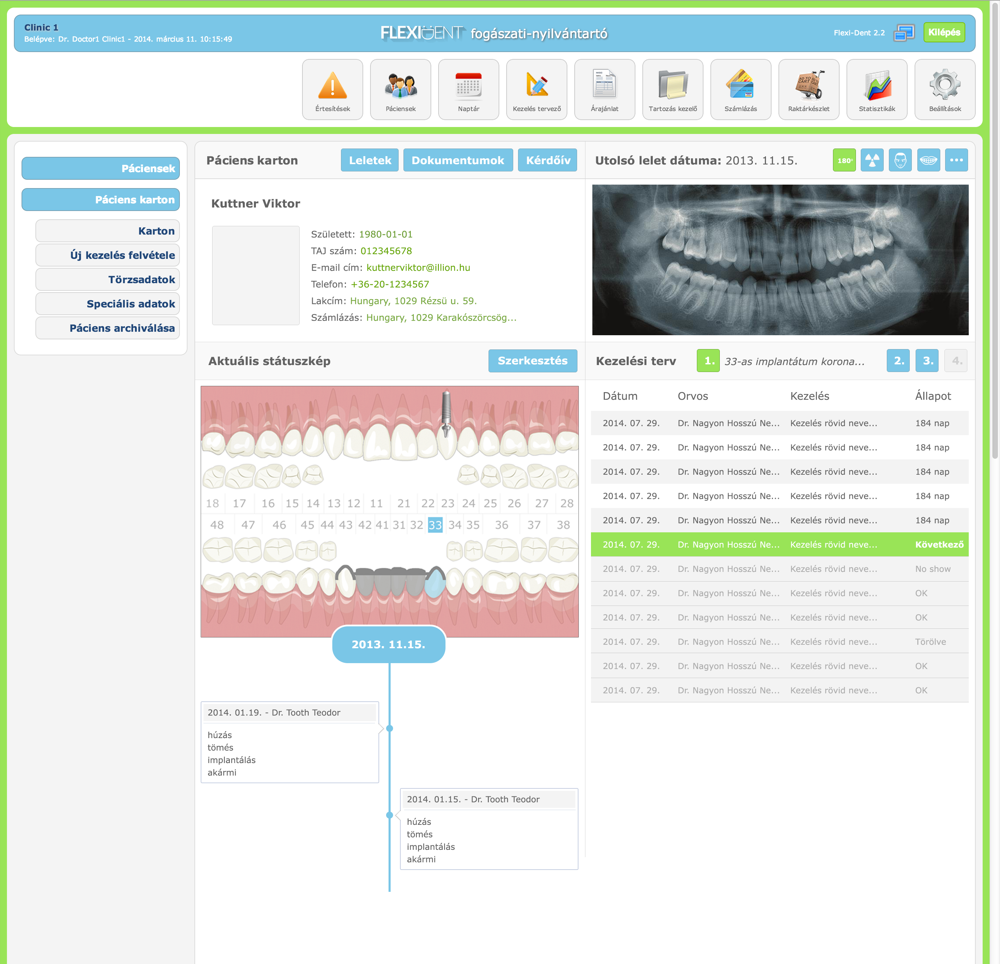 Clinic 1
Belépve: Dr. Doctor1 Clinic1 - 2014. március 11. 10:15:49
FLEXIDENT fogászati-nyilvántartó
Flexi-Dent 2.2
Kilépés
Értesítések
Páciensek
Naptár
Kezelés tervező
Árajánlat
Tartozás kezelő
Számlázás
AD TO CART
Raktárkészlet
Statisztikák
Beállítások
Páciensek
Páciens karton
Karton
Új kezelés felvétele
Törzsadatok
Speciális adatok
Páciens archiválása
Páciens karton
Leletek
Dokumentumok
Kérdőív
Utolsó lelet dátuma: 2013. 11.15.
180°
Kuttner Viktor
Született: 1980-01-01
TAJ szám: 012345678
E-mail cím: kuttnerviktor@illion.hu
Telefon: +36-20-1234567
Lakcím: Hungary, 1029 Rézsü u. 59.
Számlázás: Hungary, 1029 Karakószörcsög...
Aktuális státuszkép
Szerkesztés
18 17 16 15 14 13 12 11 21 22 23 24 25 26 27 28
48 47 46 45 44 43 42 41 31 32 33 34 35 36 37 38
2013. 11.15.
2014. 01.19. - Dr. Tooth Teodor
húzás
tömés
implantálás
akármi
2014. 01.15. - Dr. Tooth Teodor
húzás
tömés
implantálás
akármi
Kezelési terv
1. 33-as implantátum korona...
2.
3.
4.
Dátum Orvos Kezelés Állapot
2014. 07. 29. Dr. Nagyon Hosszú Ne... Kezelés rövid neve... 184 nap
2014. 07. 29. Dr. Nagyon Hosszú Ne... Kezelés rövid neve... 184 nap
2014. 07. 29. Dr. Nagyon Hosszú Ne... Kezelés rövid neve... 184 nap
2014. 07. 29. Dr. Nagyon Hosszú Ne... Kezelés rövid neve... 184 nap
2014. 07. 29. Dr. Nagyon Hosszú Ne... Kezelés rövid neve... 184 nap
2014. 07. 29. Dr. Nagyon Hosszú Ne... Kezelés rövid neve... Következő
2014. 07. 29. Dr. Nagyon Hosszú Ne... Kezelés rövid neve... No show
2014. 07. 29. Dr. Nagyon Hosszú Ne... Kezelés rövid neve... OK
2014. 07. 29. Dr. Nagyon Hosszú Ne... Kezelés rövid neve... OK
2014. 07. 29. Dr. Nagyon Hosszú Ne... Kezelés rövid neve... Törölve
2014. 07. 29. Dr. Nagyon Hosszú Ne... Kezelés rövid neve... OK
2014. 07. 29. Dr. Nagyon Hosszú Ne... Kezelés rövid neve... OK